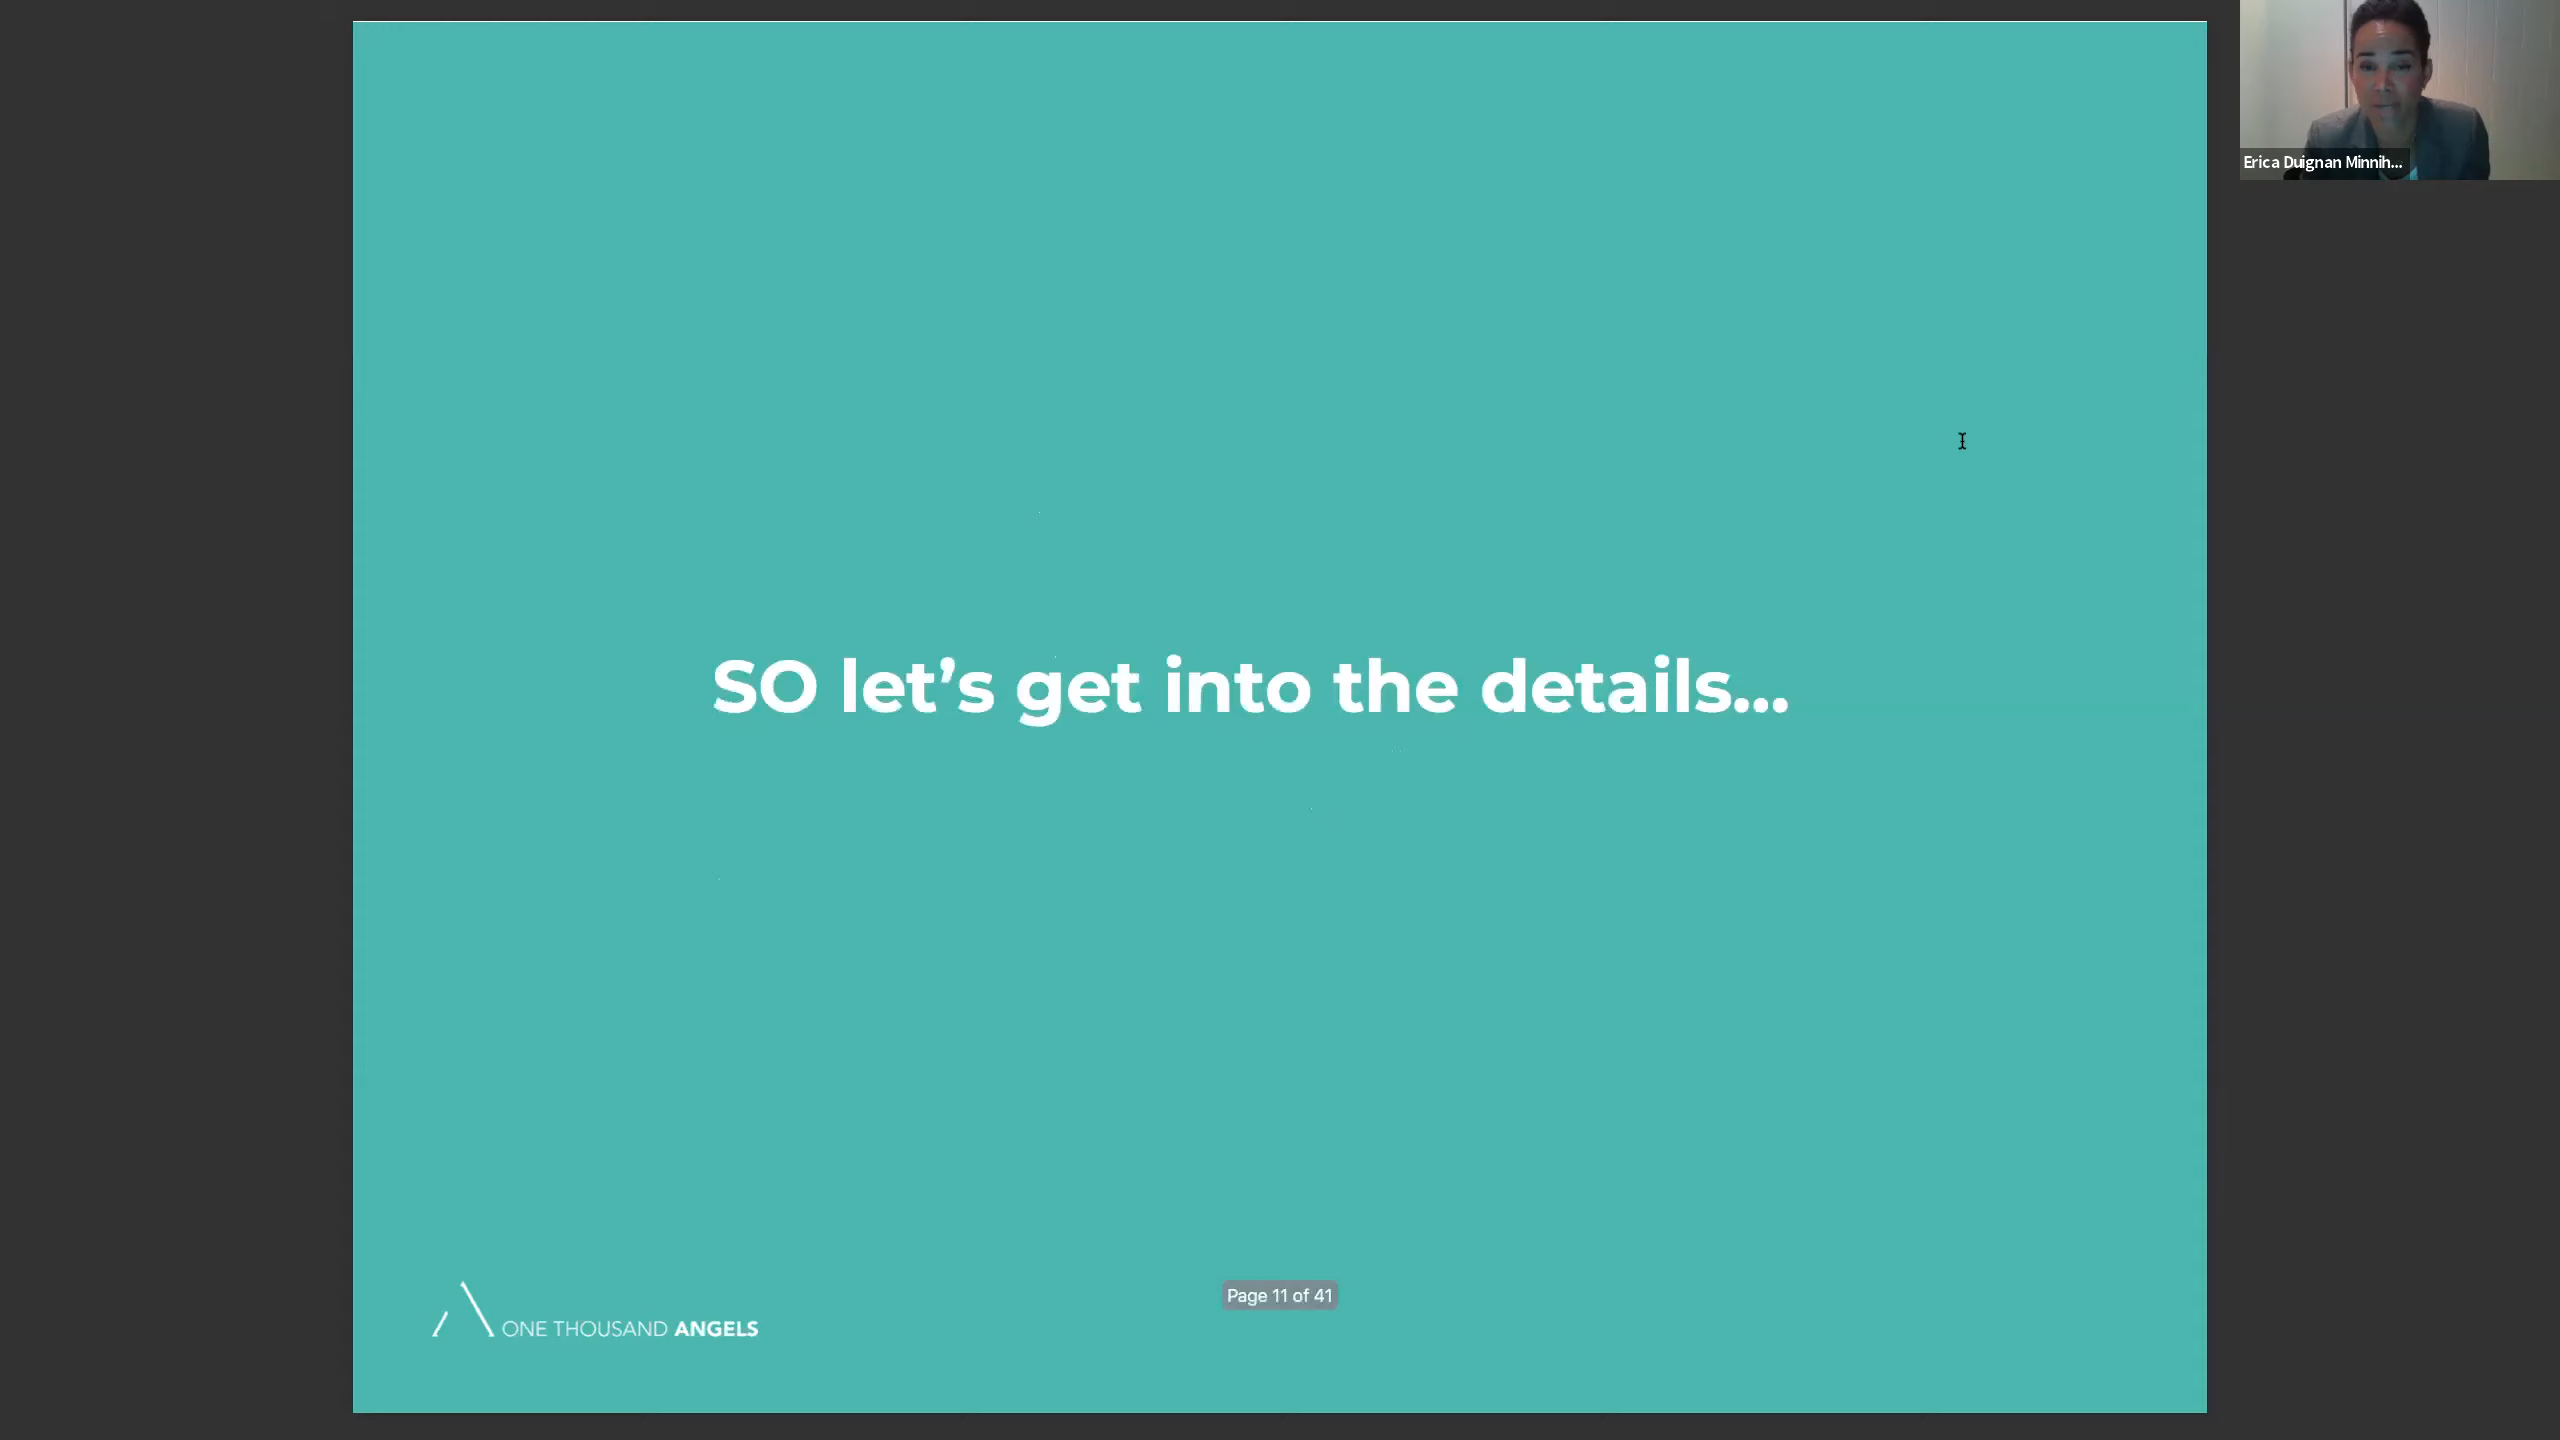 Erica Duignan Minnih...
SO let’s get into the details...
Page 11 of 41
ONE THOUSAND ANGELS